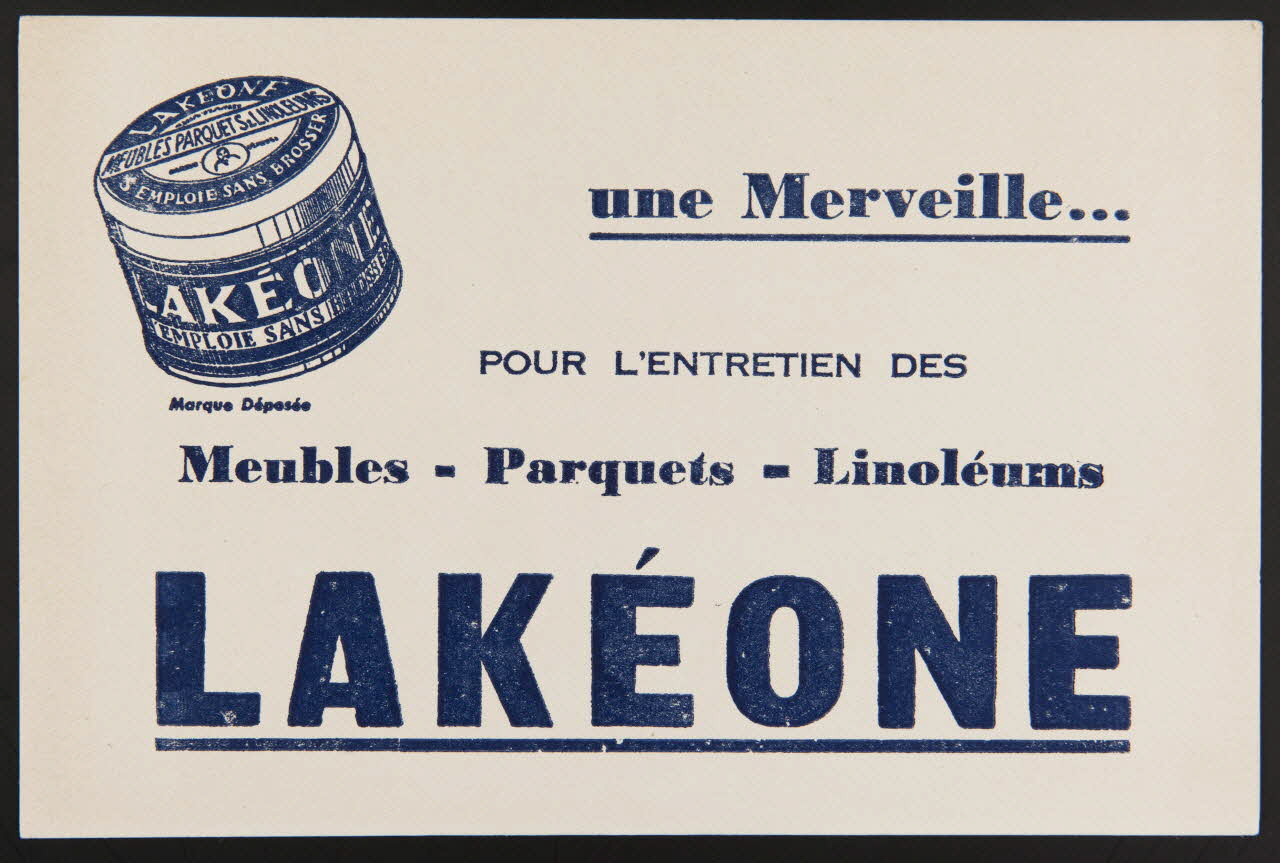 LAKEONE
MEUBLES PARQUETS & LINOLEUMS
S'EMPLOIE SANS BROSSER
LAKÉONE
S'EMPLOIE SANS
Marque Déposée
une Merveille...
POUR L'ENTRETIEN DES
Meubles - Parquets - Linoléums
LAKÉONE